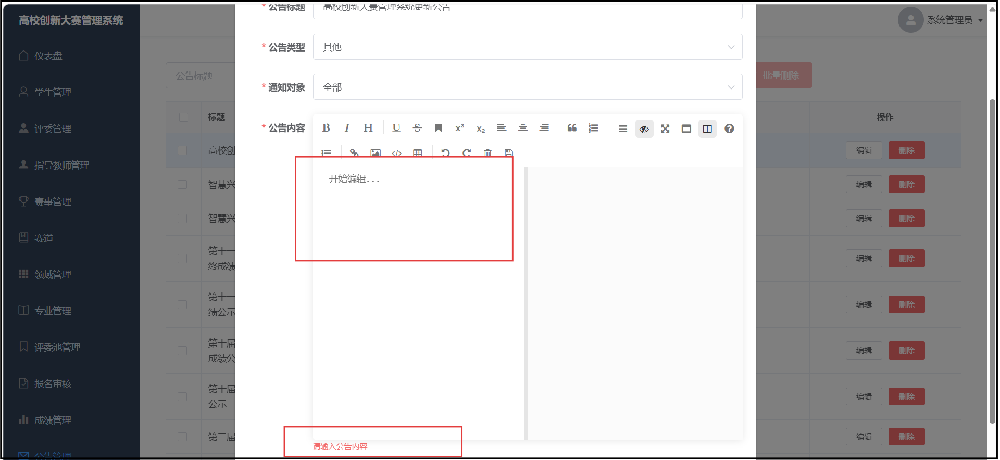 高校创新大赛管理系统
系统管理员
仪表盘
学生管理
评委管理
指导教师管理
赛事管理
赛道
领域管理
专业管理
评委池管理
报名审核
成绩管理
公告管理
公告标题
批量删除
标题
操作
高校创
编辑 删除
智慧兴
编辑 删除
智慧兴
编辑 删除
第十一
终成绩
编辑 删除
第十一
绩公示
编辑 删除
第十届
成绩公
编辑 删除
第十届
公示
编辑 删除
第二届
编辑 删除
* 公告标题 高校创新大赛管理系统更新公告
* 公告类型 其他
* 通知对象 全部
* 公告内容
B I H U S x² x₂
开始编辑...
请输入公告内容